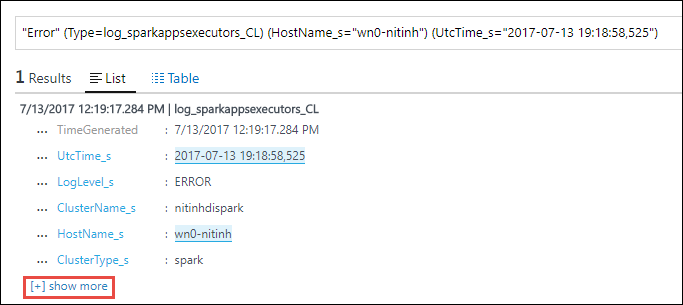 "Error" (Type=log_sparkappsexecutors_CL) (HostName_s="wn0-nitinh") (UtcTime_s="2017-07-13 19:18:58,525")
1 Results List Table
7/13/2017 12:19:17.284 PM | log_sparkappsexecutors_CL
... TimeGenerated : 7/13/2017 12:19:17.284 PM
... UtcTime_s : 2017-07-13 19:18:58,525
... LogLevel_s : ERROR
... ClusterName_s : nitinhdispark
... HostName_s : wn0-nitinh
... ClusterType_s : spark
[+] show more